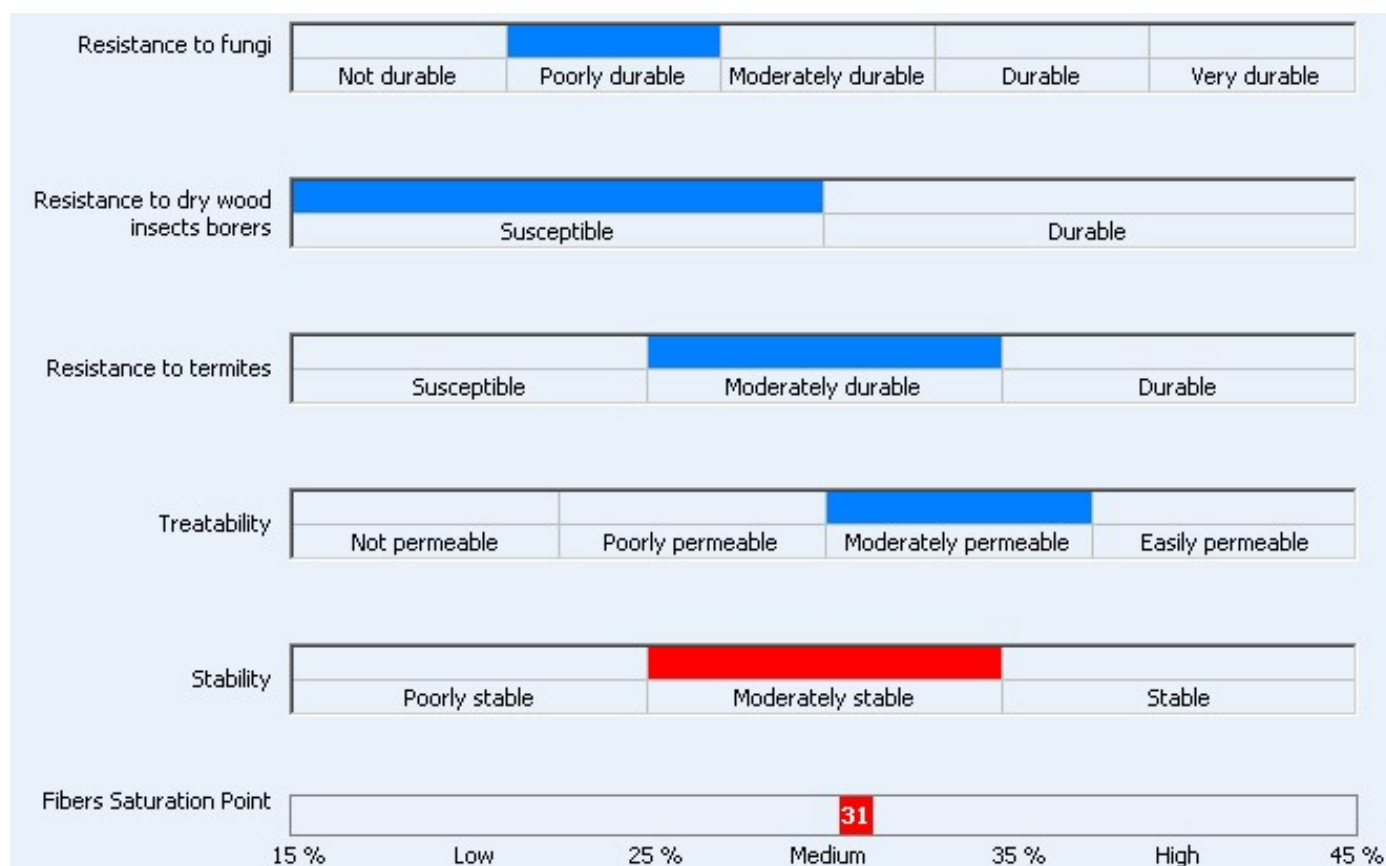 Resistance to fungi
Not durable Poorly durable Moderately durable Durable Very durable
Resistance to dry wood
insects borers
Susceptible Durable
Resistance to termites
Susceptible Moderately durable Durable
Treatability
Not permeable Poorly permeable Moderately permeable Easily permeable
Stability
Poorly stable Moderately stable Stable
Fibers Saturation Point
31
15 % Low 25 % Medium 35 % High 45 %